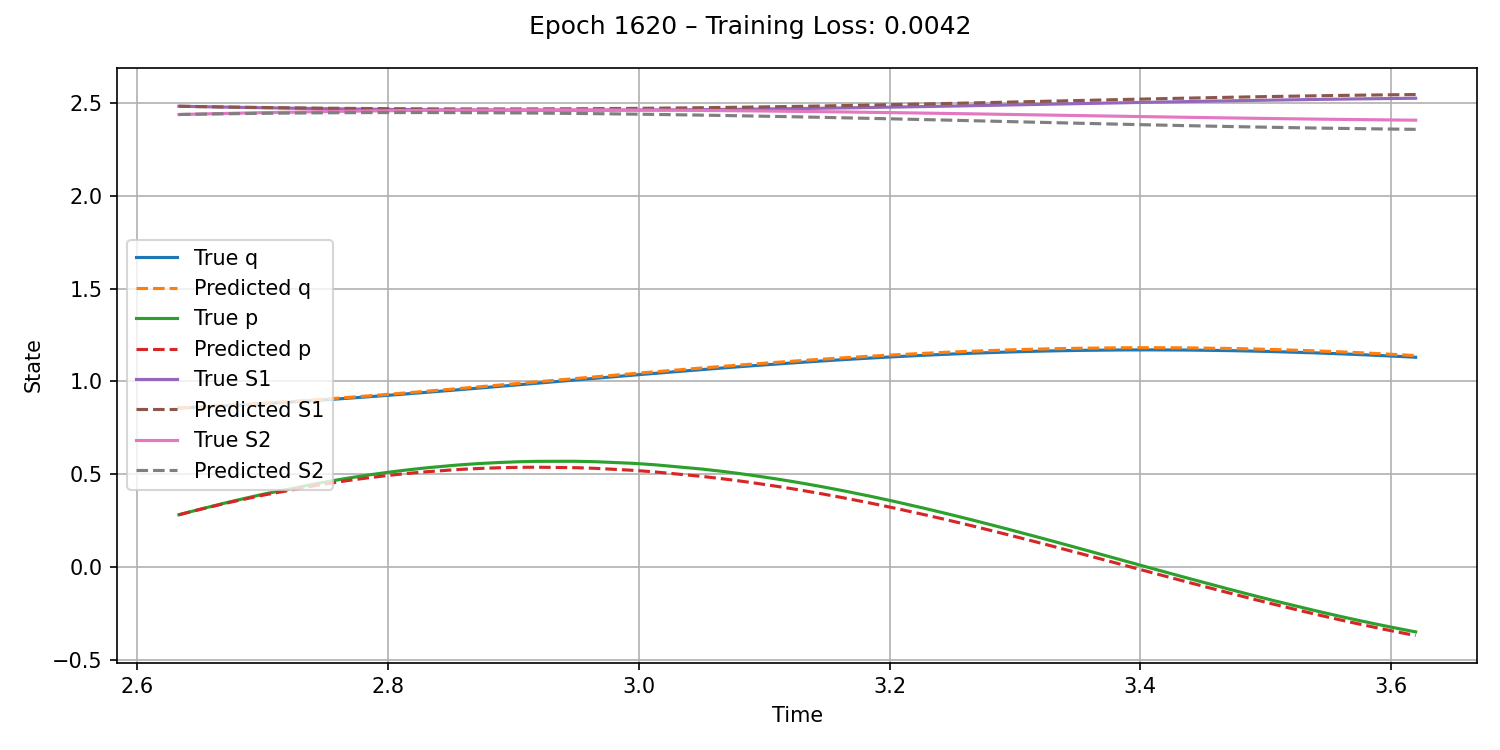 Epoch 1620 – Training Loss: 0.0042
2.5
2.0
1.5
1.0
0.5
0.0
−0.5
State
True q
Predicted q
True p
Predicted p
True S1
Predicted S1
True S2
Predicted S2
2.6 2.8 3.0 3.2 3.4 3.6
Time